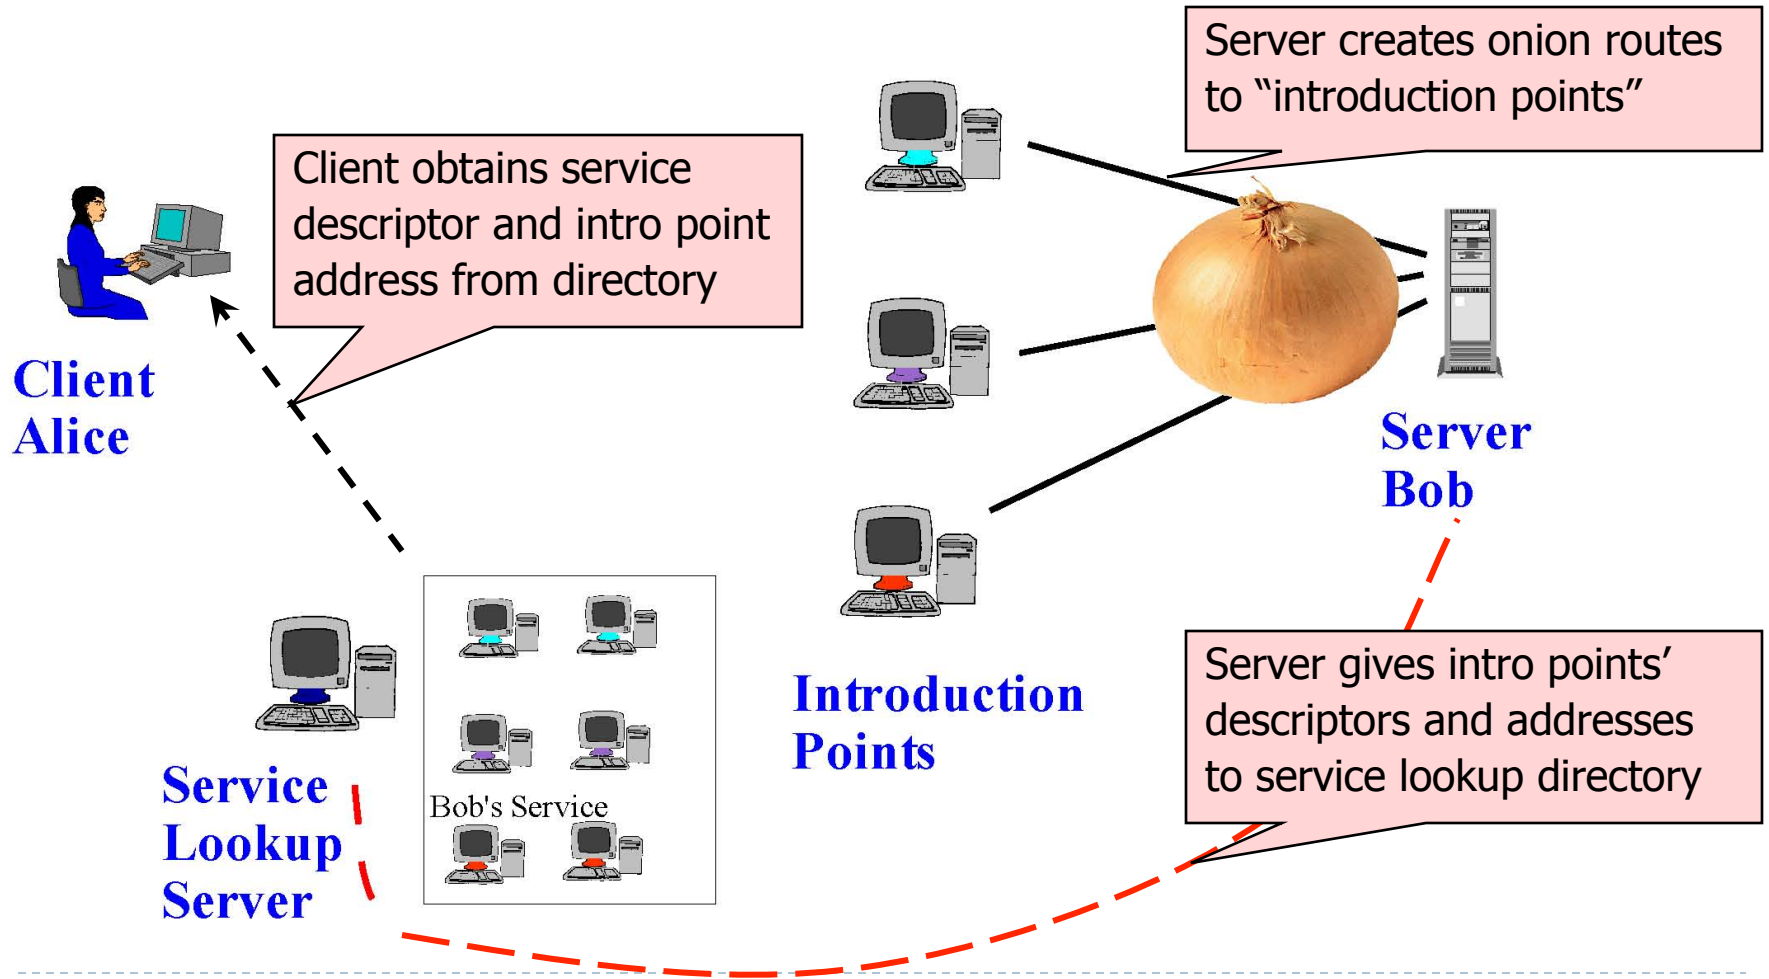 Server creates onion routes
to “introduction points”
Client obtains service
descriptor and intro point
address from directory
Client
Alice
Server
Bob
Introduction
Points
Server gives intro points’
descriptors and addresses
to service lookup directory
Service
Lookup
Server
Bob's Service